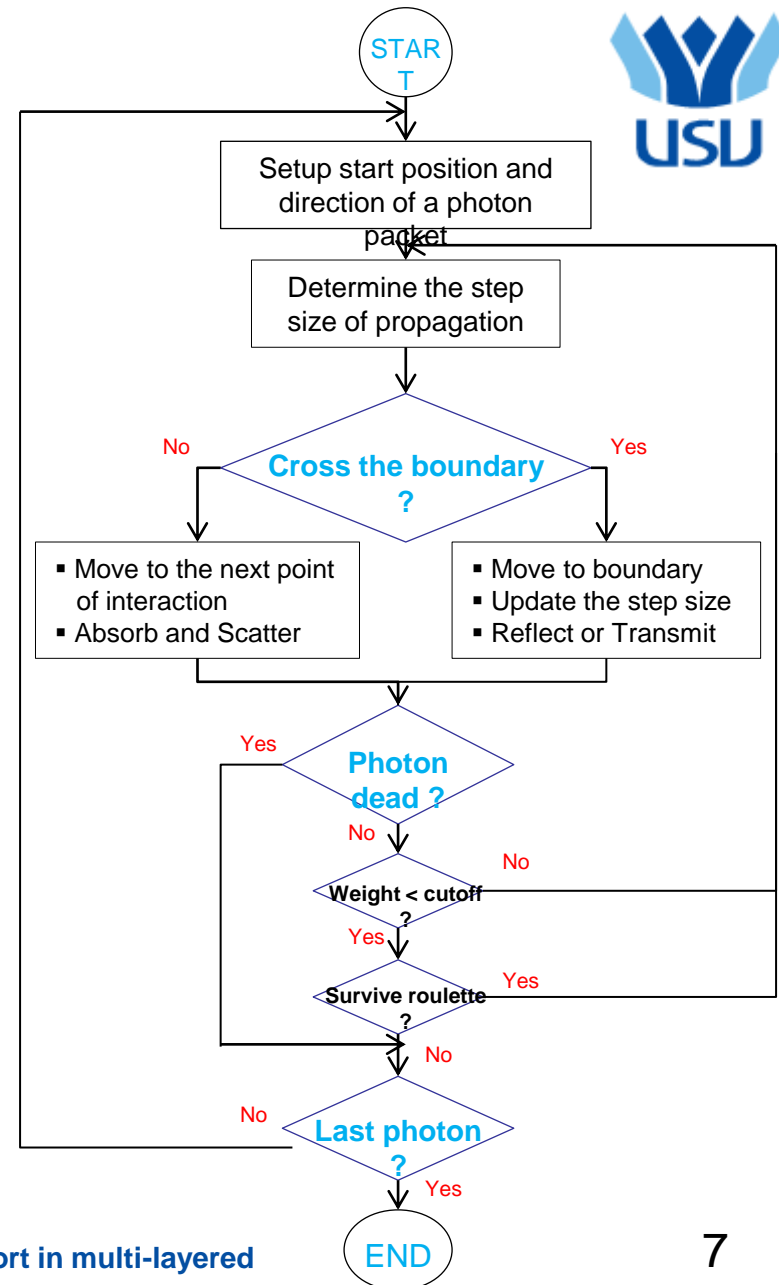 STAR
T
USU
Setup start position and
direction of a photon
packet
Determine the step
size of propagation
No
Yes
Cross the boundary
?
▪ Move to the next point
of interaction
▪ Absorb and Scatter
▪ Move to boundary
▪ Update the step size
▪ Reflect or Transmit
Yes
Photon
dead ?
No
No
Weight < cutoff
?
Yes
Yes
Survive roulette
?
No
No
Last photon
?
Yes
END
ort in multi-layered
7